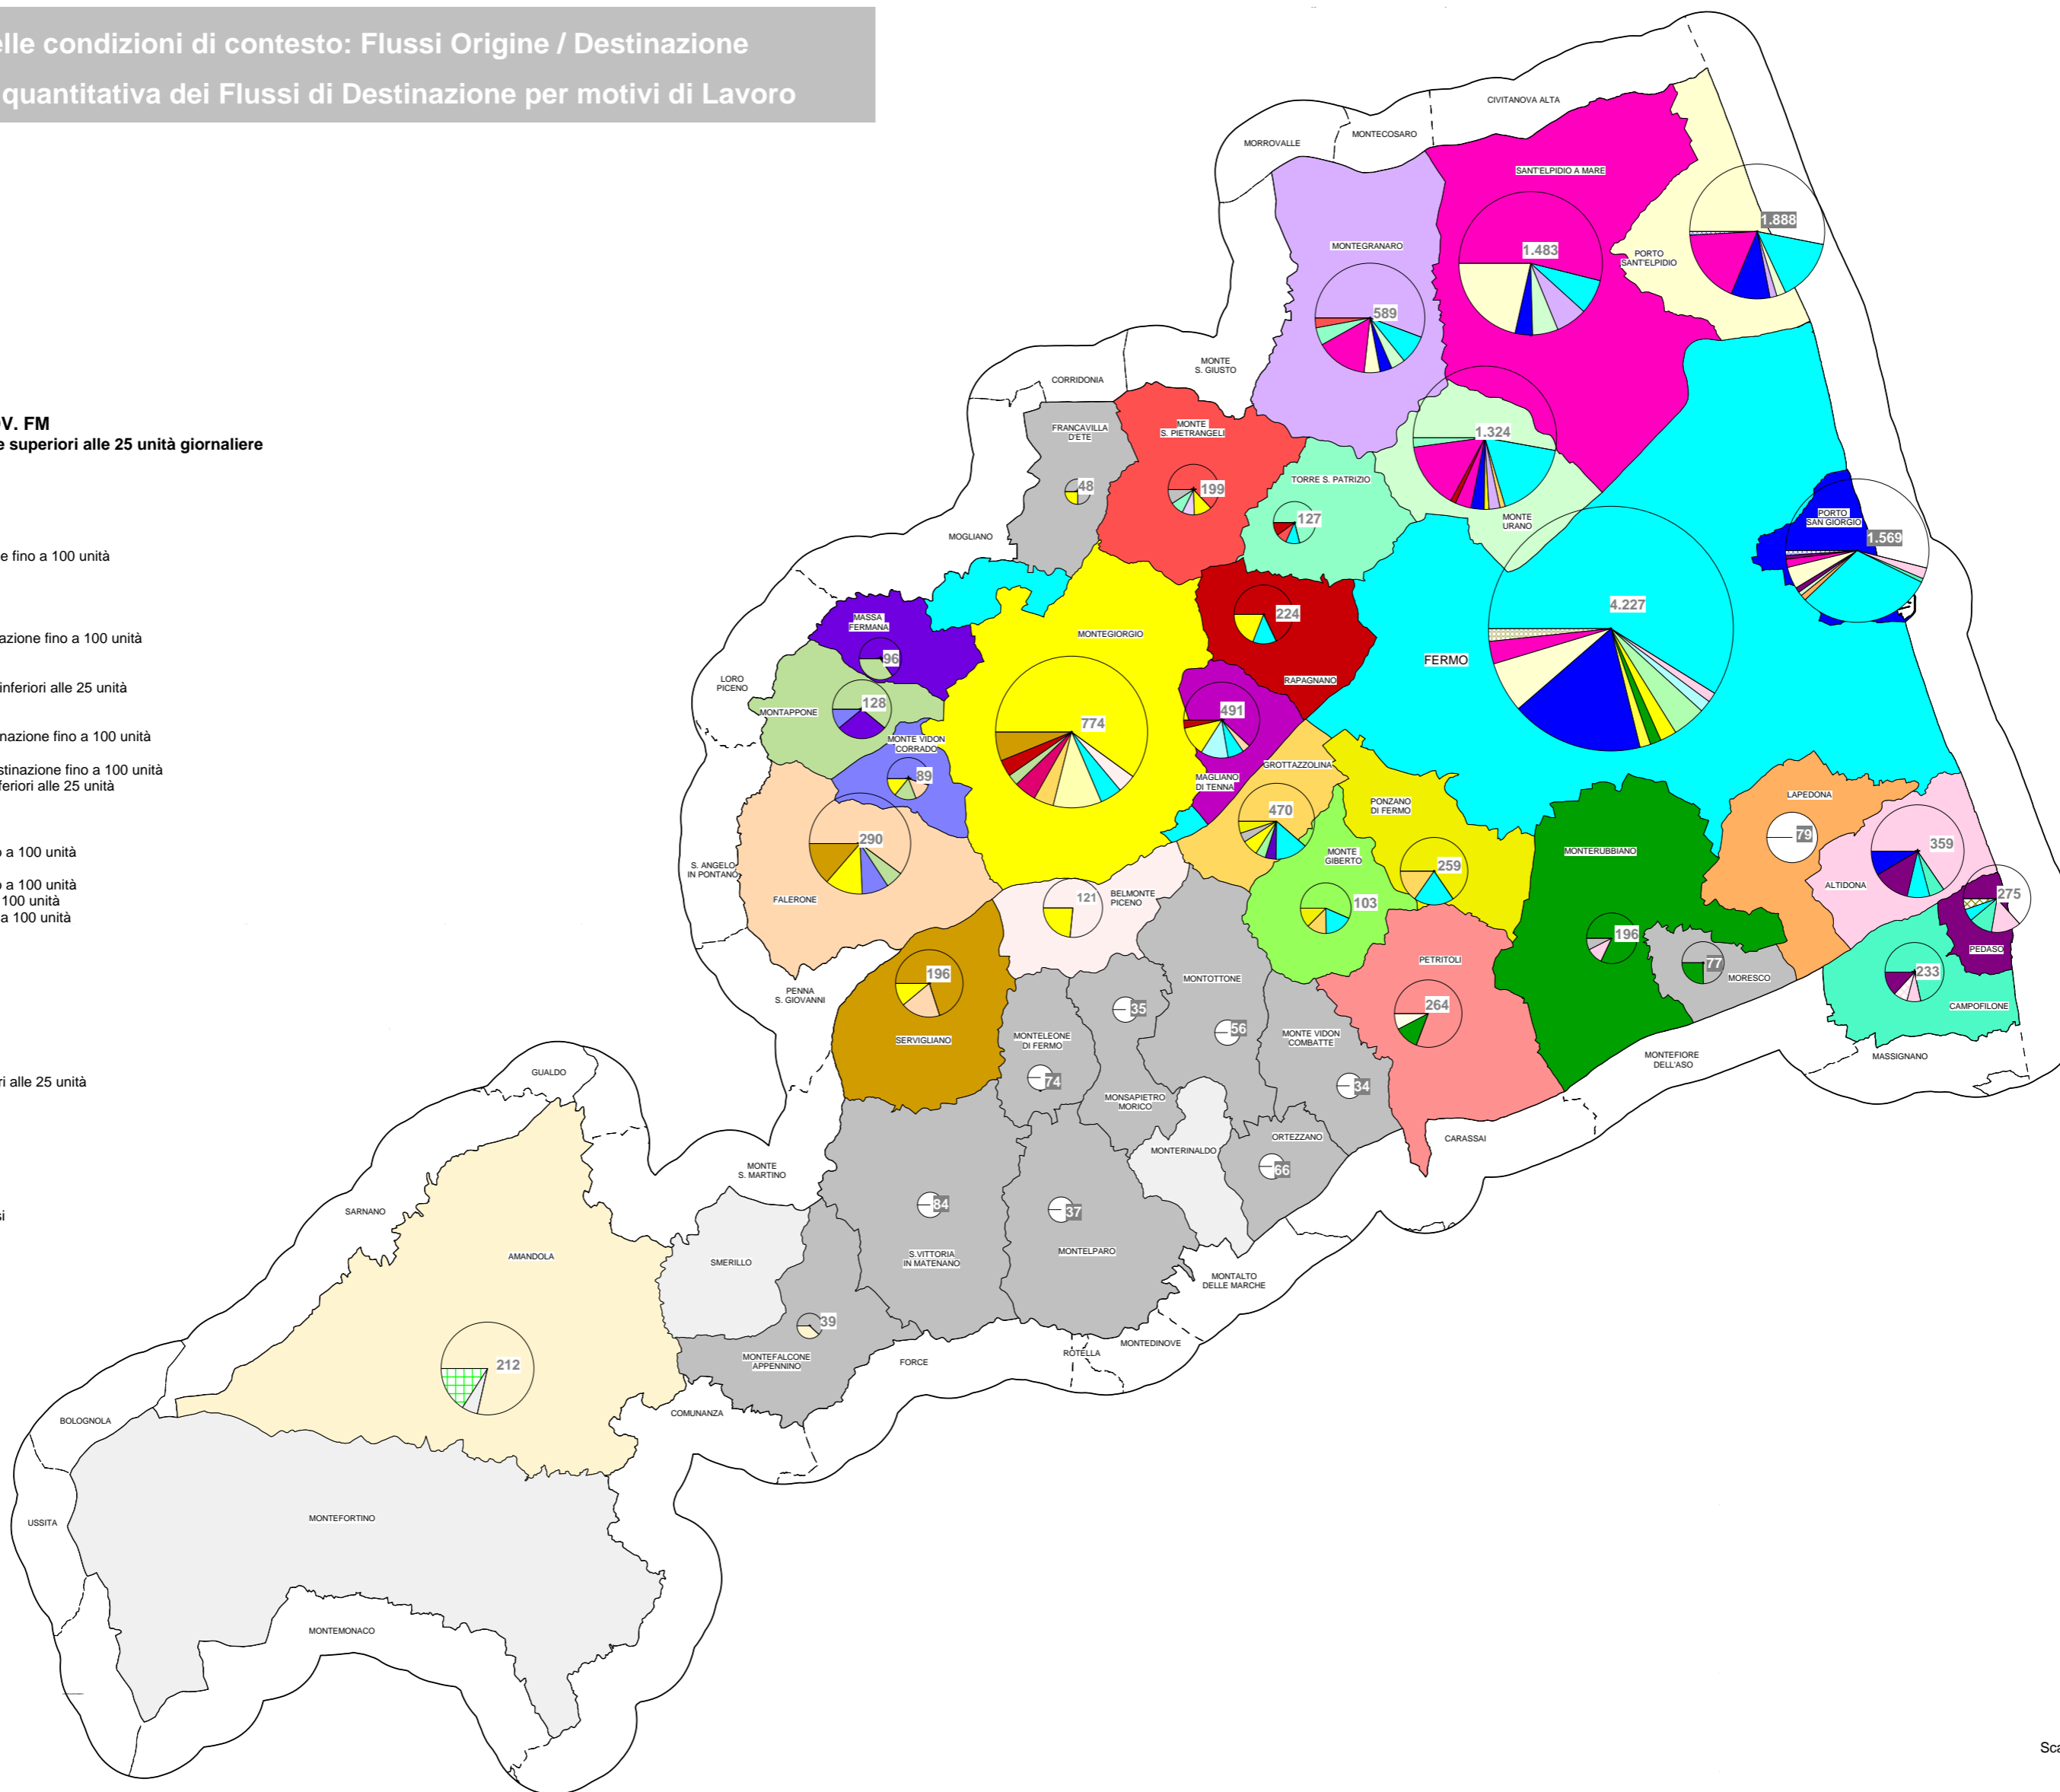 elle condizioni di contesto: Flussi Origine / Destinazione
quantitativa dei Flussi di Destinazione per motivi di Lavoro
V. FM
e superiori alle 25 unità giornaliere
e fino a 100 unità
azione fino a 100 unità
inferiori alle 25 unità
nazione fino a 100 unità
stinazione fino a 100 unità
feriori alle 25 unità
o a 100 unità
o a 100 unità
100 unità
a 100 unità
ri alle 25 unità
si
CIVITANOVA ALTA
MONTECOSARO
MORROVALLE
SANT'ELPIDIO A MARE
1.888
MONTEGRANARO
1.483
PORTO
SANT'ELPIDIO
589
MONTE
S. GIUSTO
CORRIDONIA
FRANCAVILLA
D'ETE
MONTE
S. PIETRANGELI
1.324
48
199
TORRE S. PATRIZIO
127
MONTE
URANO
PORTO
SAN GIORGIO
1.569
MOGLIANO
MASSA
FERMANA
96
MONTEGIORGIO
224
4.227
FERMO
LORO
PICENO
MONTAPPONE
128
RAPAGNANO
774
491
MONTE VIDON
CORRADO
89
MAGLIANO
DI TENNA
GROTTAZZOLINA
PONZANO
DI FERMO
LAPEDONA
470
79
290
MONTE
GIBERTO
MONTERUBBIANO
359
S. ANGELO
IN PONTANO
259
ALTIDONA
FALERONE
121
BELMONTE
PICENO
103
275
196
PEDASO
PENNA
S. GIOVANNI
196
MONTOTTONE
PETRITOLI
77
MORESCO
233
CAMPOFILONE
35
264
SERVIGLIANO
MONTELEONE
DI FERMO
56
MONTE VIDON
COMBATTE
74
34
MONTEFIORE
DELL'ASO
MASSIGNANO
GUALDO
MONSAPIETRO
MORICO
ORTEZZANO
CARASSAI
MONTERINALDO
66
MONTE
S. MARTINO
84
37
SARNANO
AMANDOLA
SMERILLO
S.VITTORIA
IN MATENANO
MONTELPARO
MONTALTO
DELLE MARCHE
39
MONTEDINOVE
ROTELLA
MONTEFALCONE
APPENNINO
FORCE
212
COMUNANZA
BOLOGNOLA
USSITA
MONTEFORTINO
MONTEMONACO
Sca